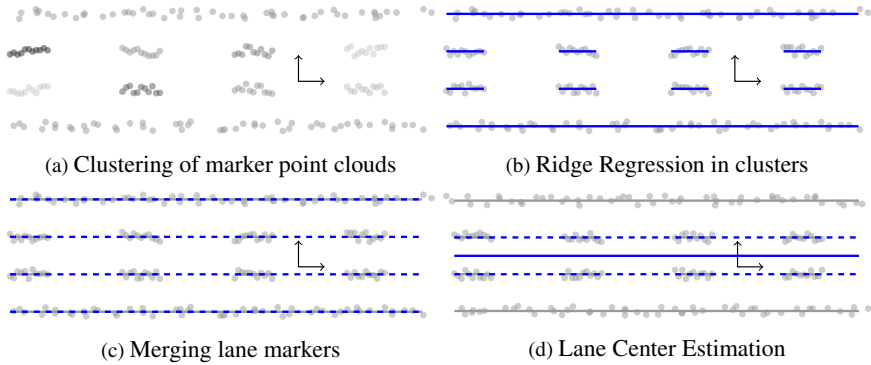 (a) Clustering of marker point clouds
(b) Ridge Regression in clusters
(c) Merging lane markers
(d) Lane Center Estimation